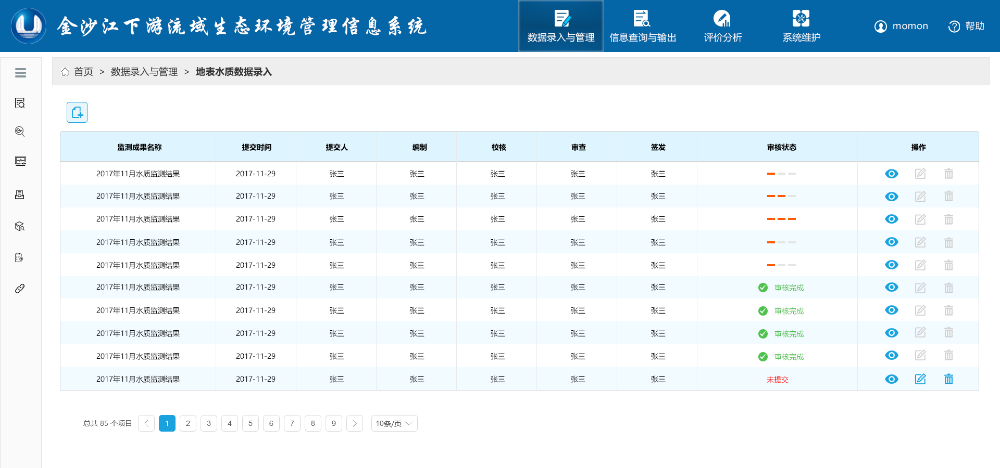 金沙江下游流域生态环境管理信息系统
数据录入与管理 信息查询与输出 评价分析 系统维护
momon 帮助
首页 > 数据录入与管理 > 地表水质数据录入
监测成果名称 提交时间 提交人 编制 校核 审查 签发 审核状态 操作
2017年11月水质监测结果 2017-11-29 张三 张三 张三 张三 张三
2017年11月水质监测结果 2017-11-29 张三 张三 张三 张三 张三
2017年11月水质监测结果 2017-11-29 张三 张三 张三 张三 张三
2017年11月水质监测结果 2017-11-29 张三 张三 张三 张三 张三
2017年11月水质监测结果 2017-11-29 张三 张三 张三 张三 张三
2017年11月水质监测结果 2017-11-29 张三 张三 张三 张三 张三 审核完成
2017年11月水质监测结果 2017-11-29 张三 张三 张三 张三 张三 审核完成
2017年11月水质监测结果 2017-11-29 张三 张三 张三 张三 张三 审核完成
2017年11月水质监测结果 2017-11-29 张三 张三 张三 张三 张三 审核完成
2017年11月水质监测结果 2017-11-29 张三 张三 张三 张三 张三 未提交
总共 85 个项目 1 2 3 4 5 6 7 8 9 10条/页